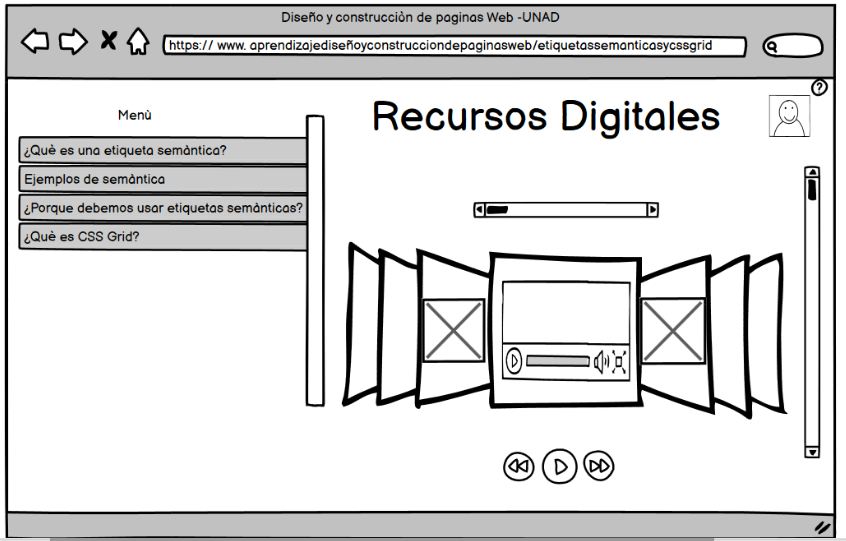 Diseño y construcciòn de paginas Web -UNAD
https:// www. aprendizajediseñoyconstrucciondepaginasweb/etiquetassemanticasycssgrid
?
Menù
Recursos Digitales
¿Què es una etiqueta semàntica?
Ejemplos de semàntica
¿Porque debemos usar etiquetas semànticas?
¿Què es CSS Grid?